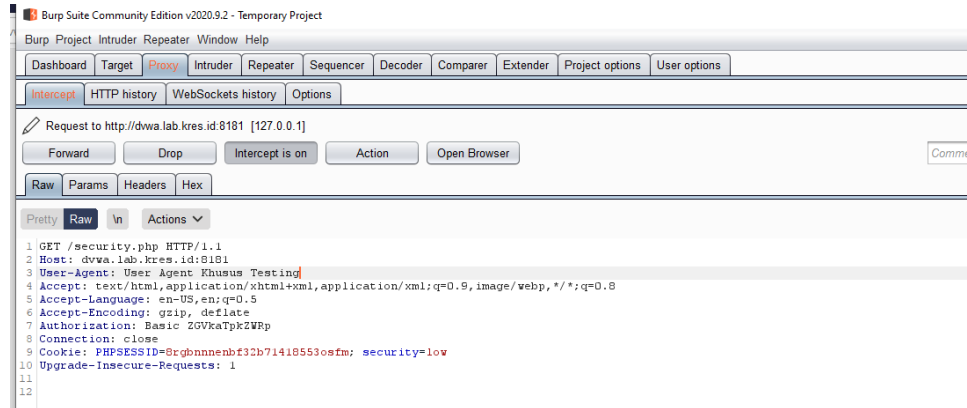 Burp Suite Community Edition v2020.9.2 - Temporary Project
Burp Project Intruder Repeater Window Help
Dashboard Target Proxy Intruder Repeater Sequencer Decoder Comparer Extender Project options User options
Intercept HTTP history WebSockets history Options
Request to http://dvwa.lab.kres.id:8181 [127.0.0.1]
Forward Drop Intercept is on Action Open Browser Comme
Raw Params Headers Hex
Pretty Raw \n Actions
1 GET /security.php HTTP/1.1
2 Host: dvwa.lab.kres.id:8181
3 User-Agent: User Agent Khusus Testing
4 Accept: text/html,application/xhtml+xml,application/xml;q=0.9,image/webp,*/*;q=0.8
5 Accept-Language: en-US,en;q=0.5
6 Accept-Encoding: gzip, deflate
7 Authorization: Basic ZGVkaTpkZWRp
8 Connection: close
9 Cookie: PHPSESSID=8rgbnnnenbf32b71418553osfm; security=low
10 Upgrade-Insecure-Requests: 1
11
12